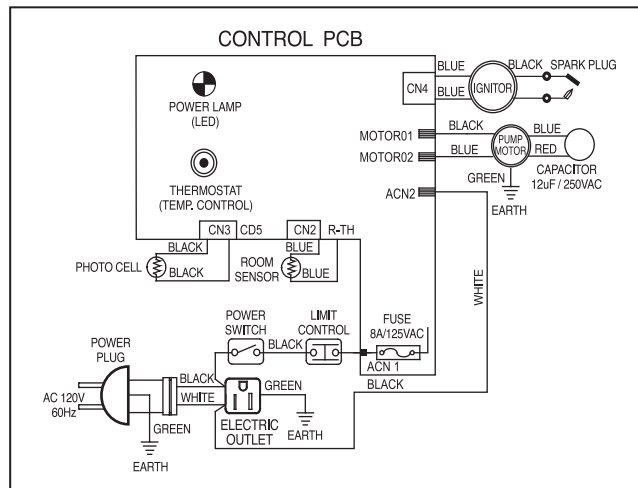 CONTROL PCB
POWER LAMP
(LED)
THERMOSTAT
(TEMP. CONTROL)
CN4
BLUE
BLUE
IGNITOR
BLACK
SPARK PLUG
MOTOR01
BLACK
MOTOR02
BLUE
PUMP
MOTOR
BLUE
RED
CAPACITOR
12uF / 250VAC
GREEN
EARTH
ACN2
WHITE
CN3
CD5
BLACK
BLACK
PHOTO CELL
CN2
R-TH
BLUE
BLUE
ROOM
SENSOR
POWER
SWITCH
BLACK
LIMIT
CONTROL
FUSE
8A/125VAC
ACN 1
BLACK
POWER
PLUG
AC 120V
60Hz
BLACK
WHITE
GREEN
EARTH
ELECTRIC
OUTLET
GREEN
EARTH